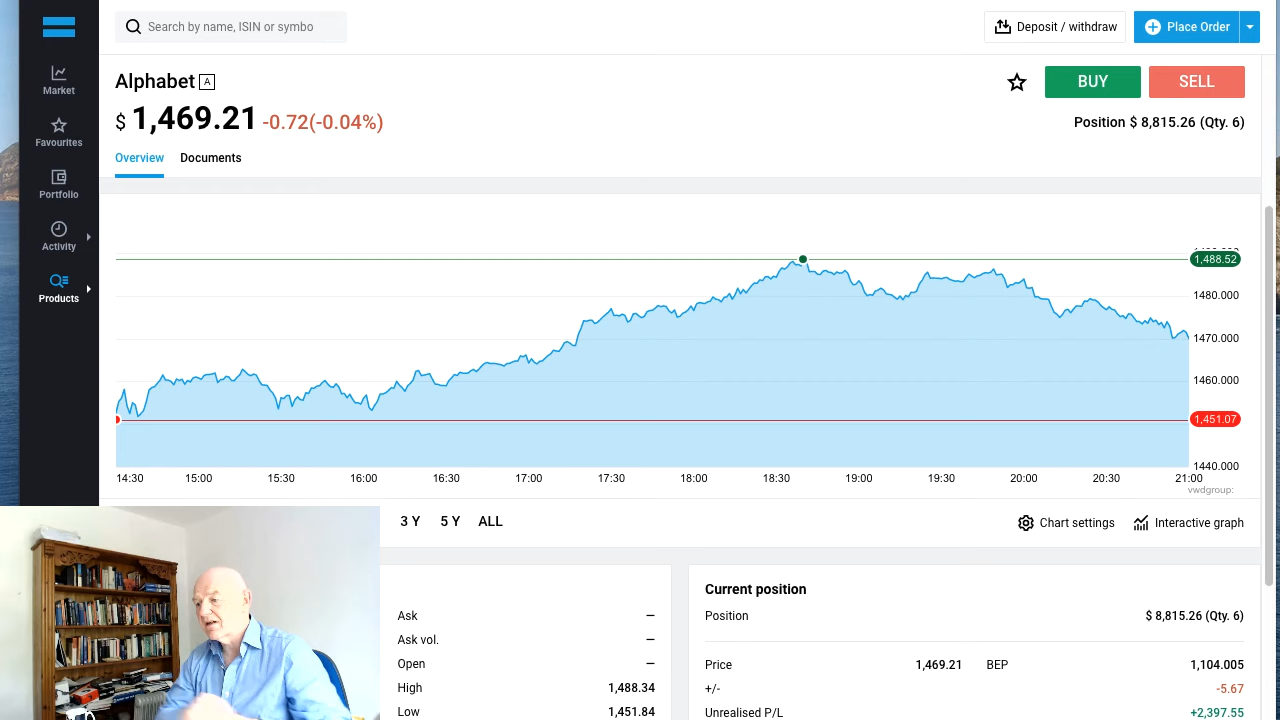 Search by name, ISIN or symbo
Deposit / withdraw
Place Order
Market
Favourites
Portfolio
Activity
Products
Alphabet A
BUY
SELL
$ 1,469.21 -0.72(-0.04%)
Position $ 8,815.26 (Qty. 6)
Overview
Documents
1,488.52
1480.000
1470.000
1460.000
1,451.07
1440.000
14:30 15:00 15:30 16:00 16:30 17:00 17:30 18:00 18:30 19:00 19:30 20:00 20:30 21:00
vwdgroup:
3 Y 5 Y ALL
Chart settings
Interactive graph
Ask –
Ask vol. –
Open –
High 1,488.34
Low 1,451.84
Current position
Position $ 8,815.26 (Qty. 6)
Price 1,469.21 BEP 1,104.005
+/- -5.67
Unrealised P/L +2,397.55